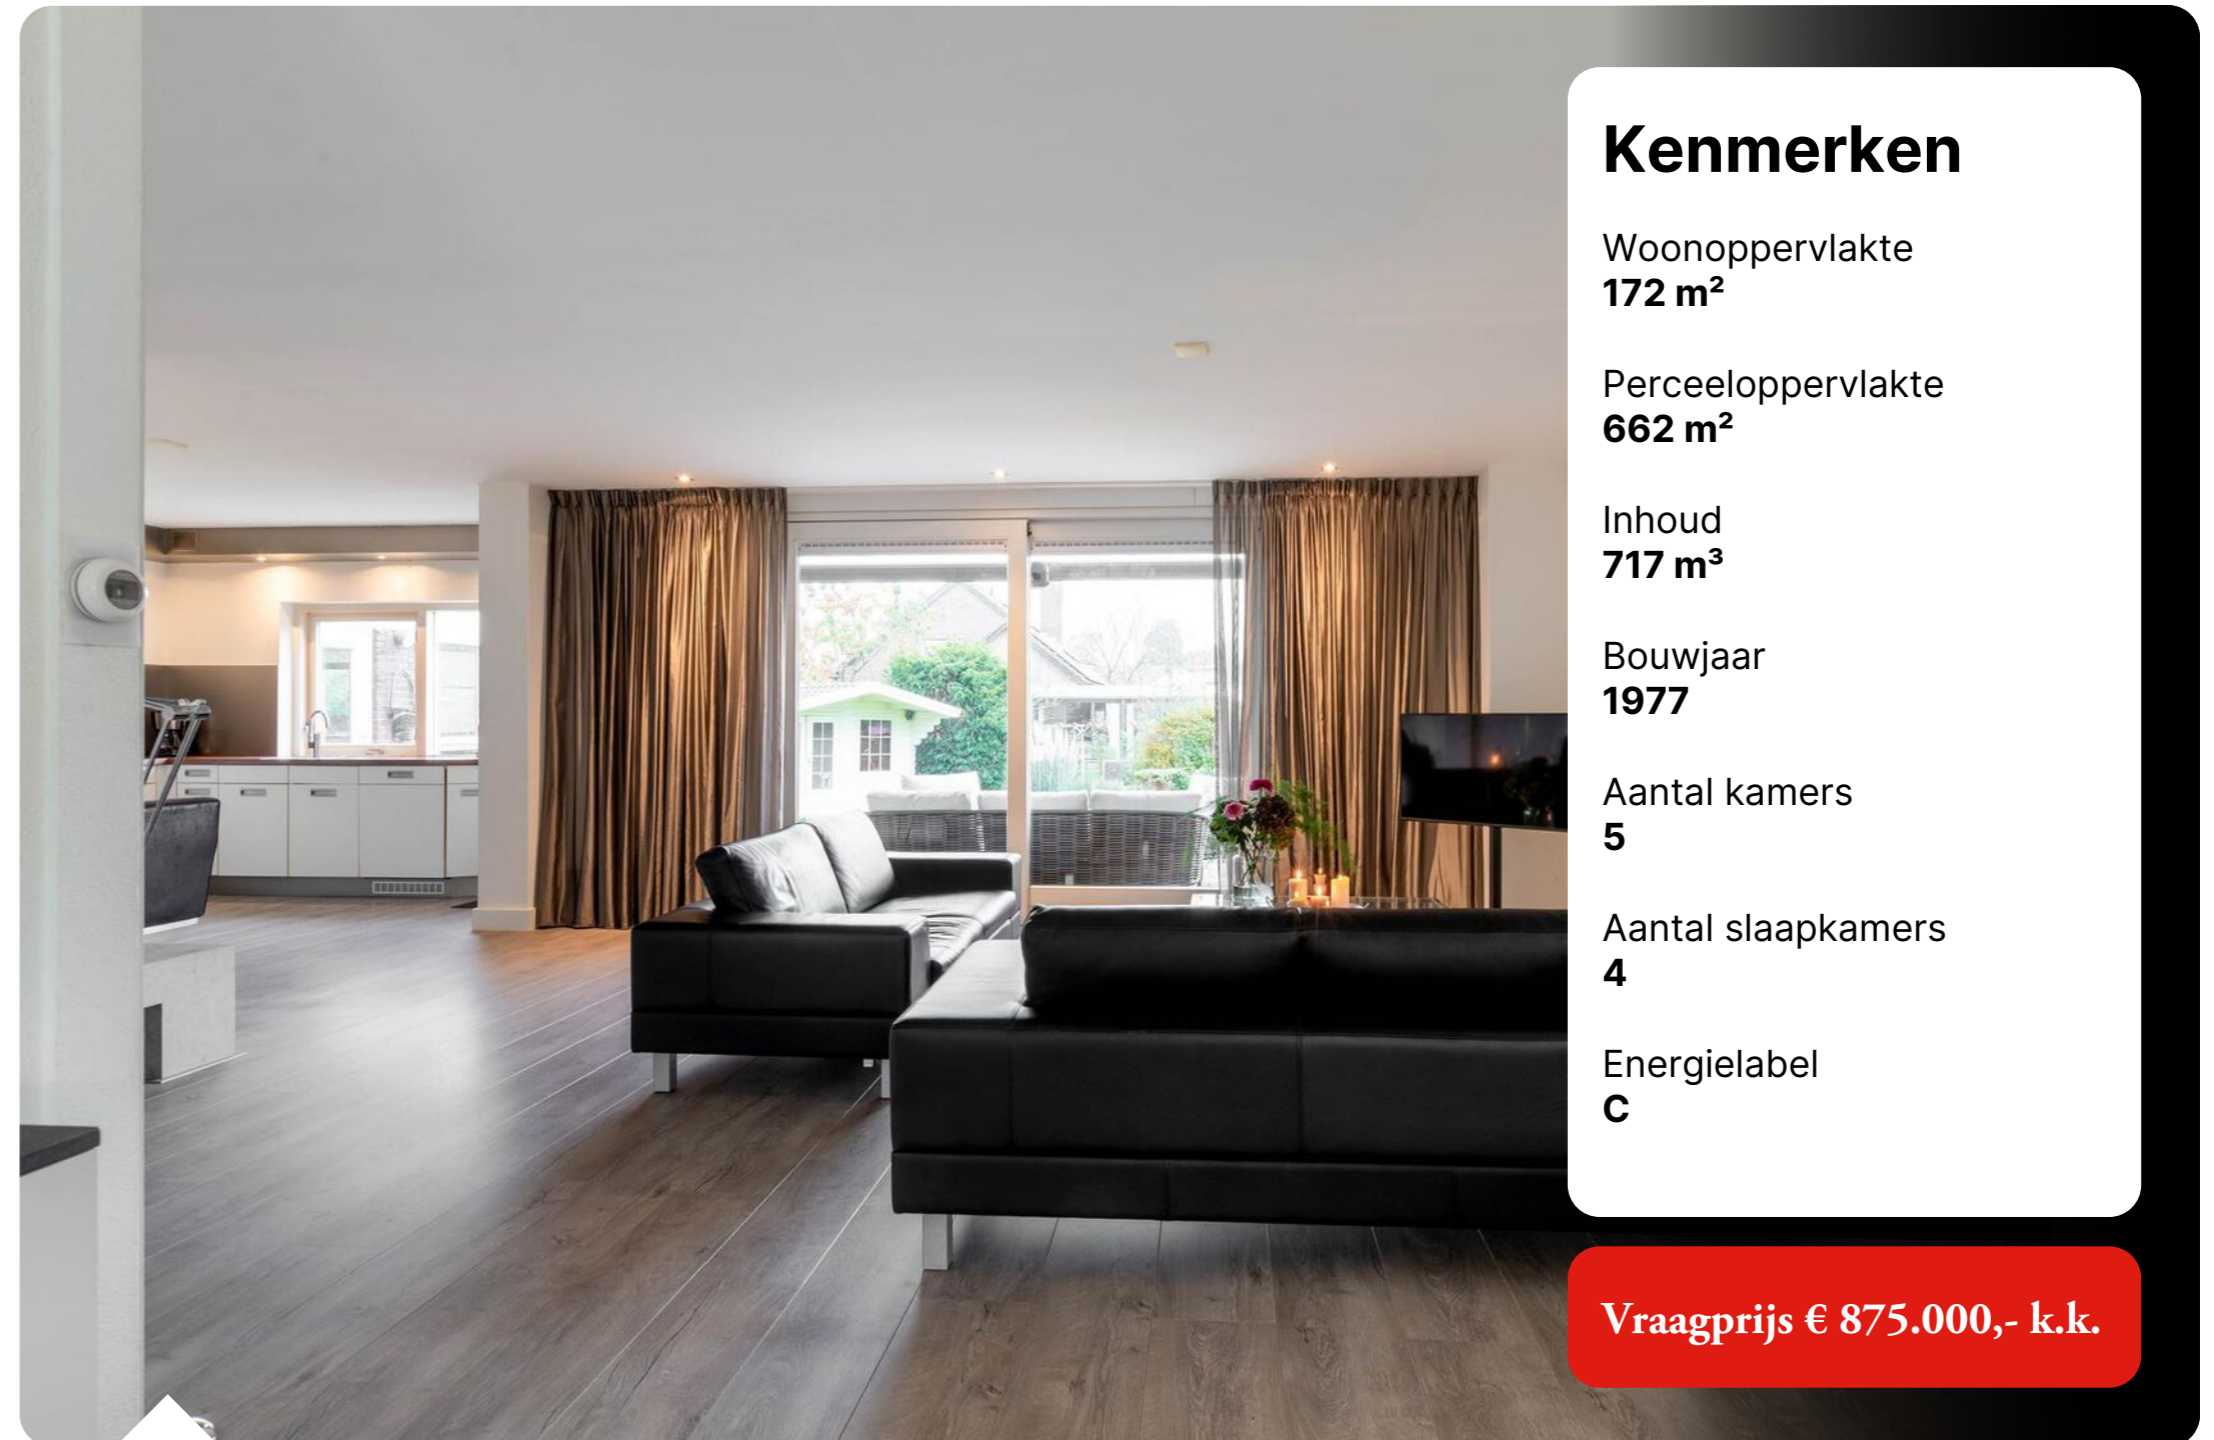 Kenmerken
Woonoppervlakte
172 m²
Perceeloppervlakte
662 m²
Inhoud
717 m³
Bouwjaar
1977
Aantal kamers
5
Aantal slaapkamers
4
Energielabel
C
Vraagprijs € 875.000,- k.k.